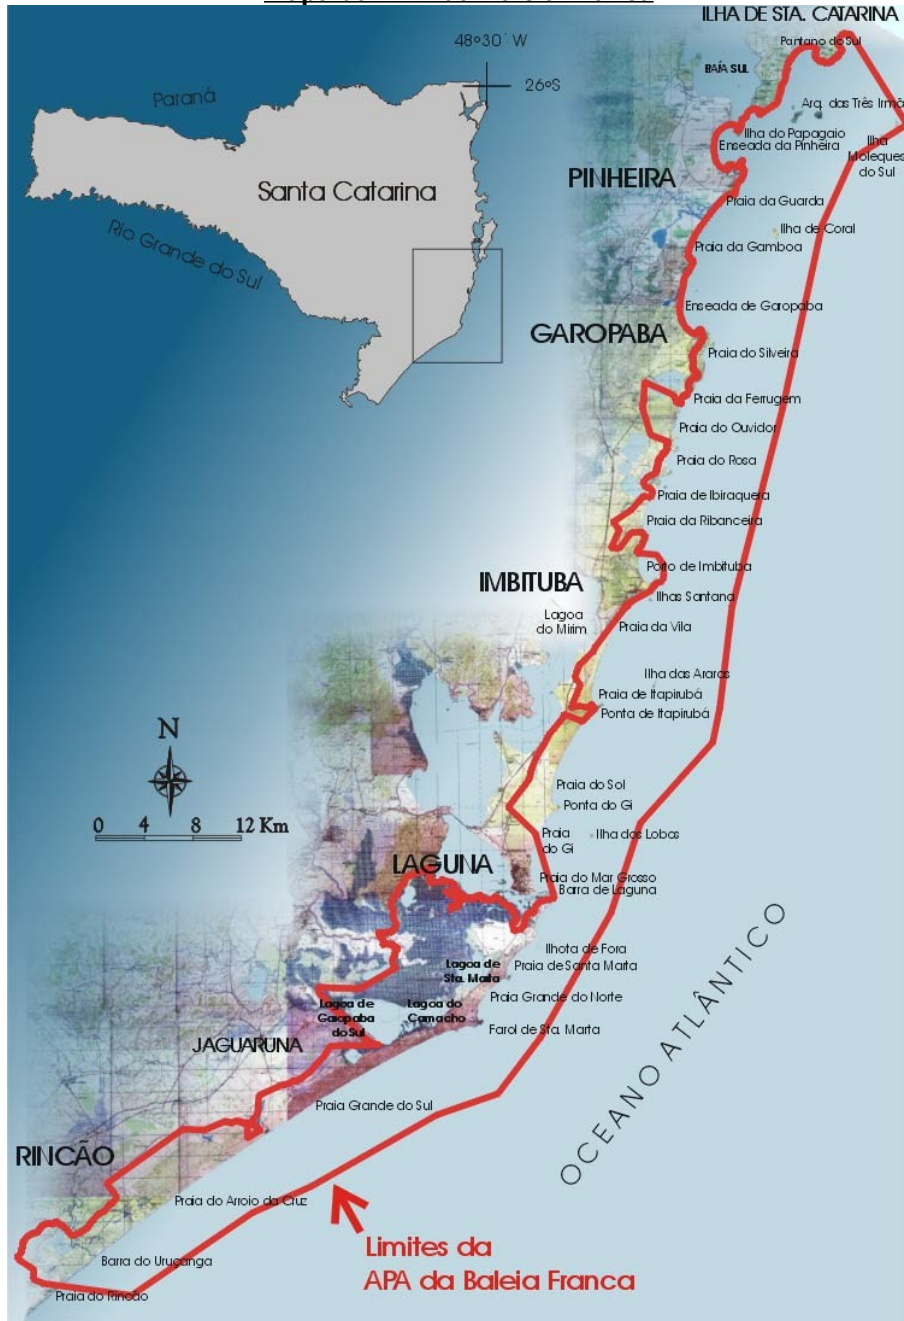 ILHA DE STA. CATARINA
48°30´ W
26°S
Pantano do Sul
BAÍA SUL
Paraná
Arq. das Três Irmã
Ilha do Papagaio
Enseada da Pinheira
Ilha
Moleques
do Sul
PINHEIRA
Santa Catarina
Praia da Guarda
Rio Grande do Sul
Ilha de Coral
Praia da Gamboa
Enseada de Garopaba
GAROPABA
Praia do Silveira
Praia da Ferrugem
Praia do Ouvidor
Praia do Rosa
Praia de Ibiraquera
Praia da Ribanceira
Porto de Imbituba
IMBITUBA
Ilhas Santana
Lagoa
do Mirim
Praia da Vila
Ilha das Araras
Praia de Itapirubá
Ponta de Itapirubá
N
Praia do Sol
Ponta do Gi
0 4 8 12 Km
Praia
do Gi
Ilha dos Lobos
LAGUNA
Praia do Mar Grosso
Barra de Laguna
Ilhota de Fora
Lagoa de
Sta. Marta
Praia de Santa Marta
Praia Grande do Norte
Lagoa de
Garopaba
do Sul
Lagoa do
Camacho
Farol de Sta. Marta
JAGUARUNA
OCEANO ATLÂNTICO
Praia Grande do Sul
RINCÃO
Praia do Arroio da Cruz
Limites da
APA da Baleia Franca
Barra do Uruçanga
Praia do Rincão